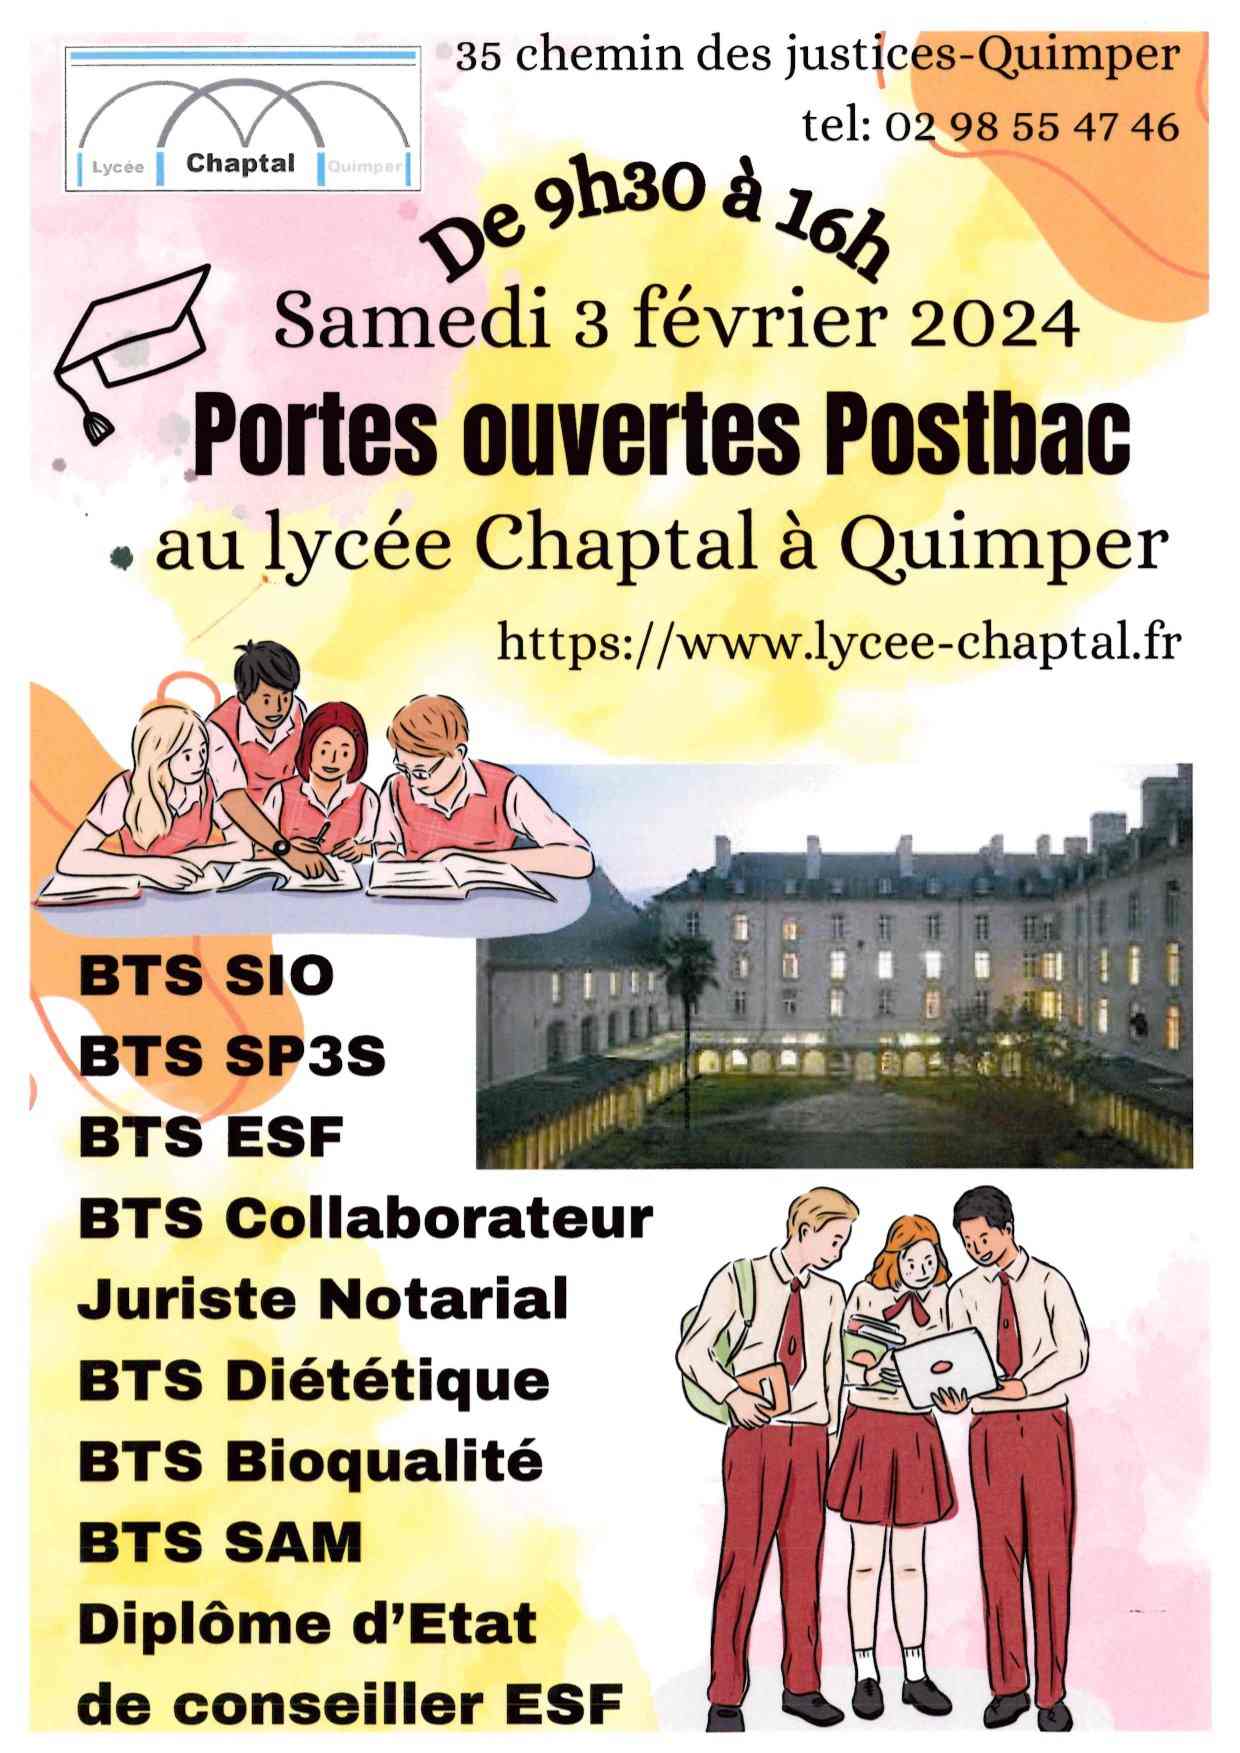 Lycée Chaptal Quimper
35 chemin des justices-Quimper
tel: 02 98 55 47 46
De 9h30 à 16h
Samedi 3 février 2024
Portes ouvertes Postbac
au lycée Chaptal à Quimper
https://www.lycee-chaptal.fr
BTS SIO
BTS SP3S
BTS ESF
BTS Collaborateur
Juriste Notarial
BTS Diététique
BTS Bioqualité
BTS SAM
Diplôme d'Etat
de conseiller ESF